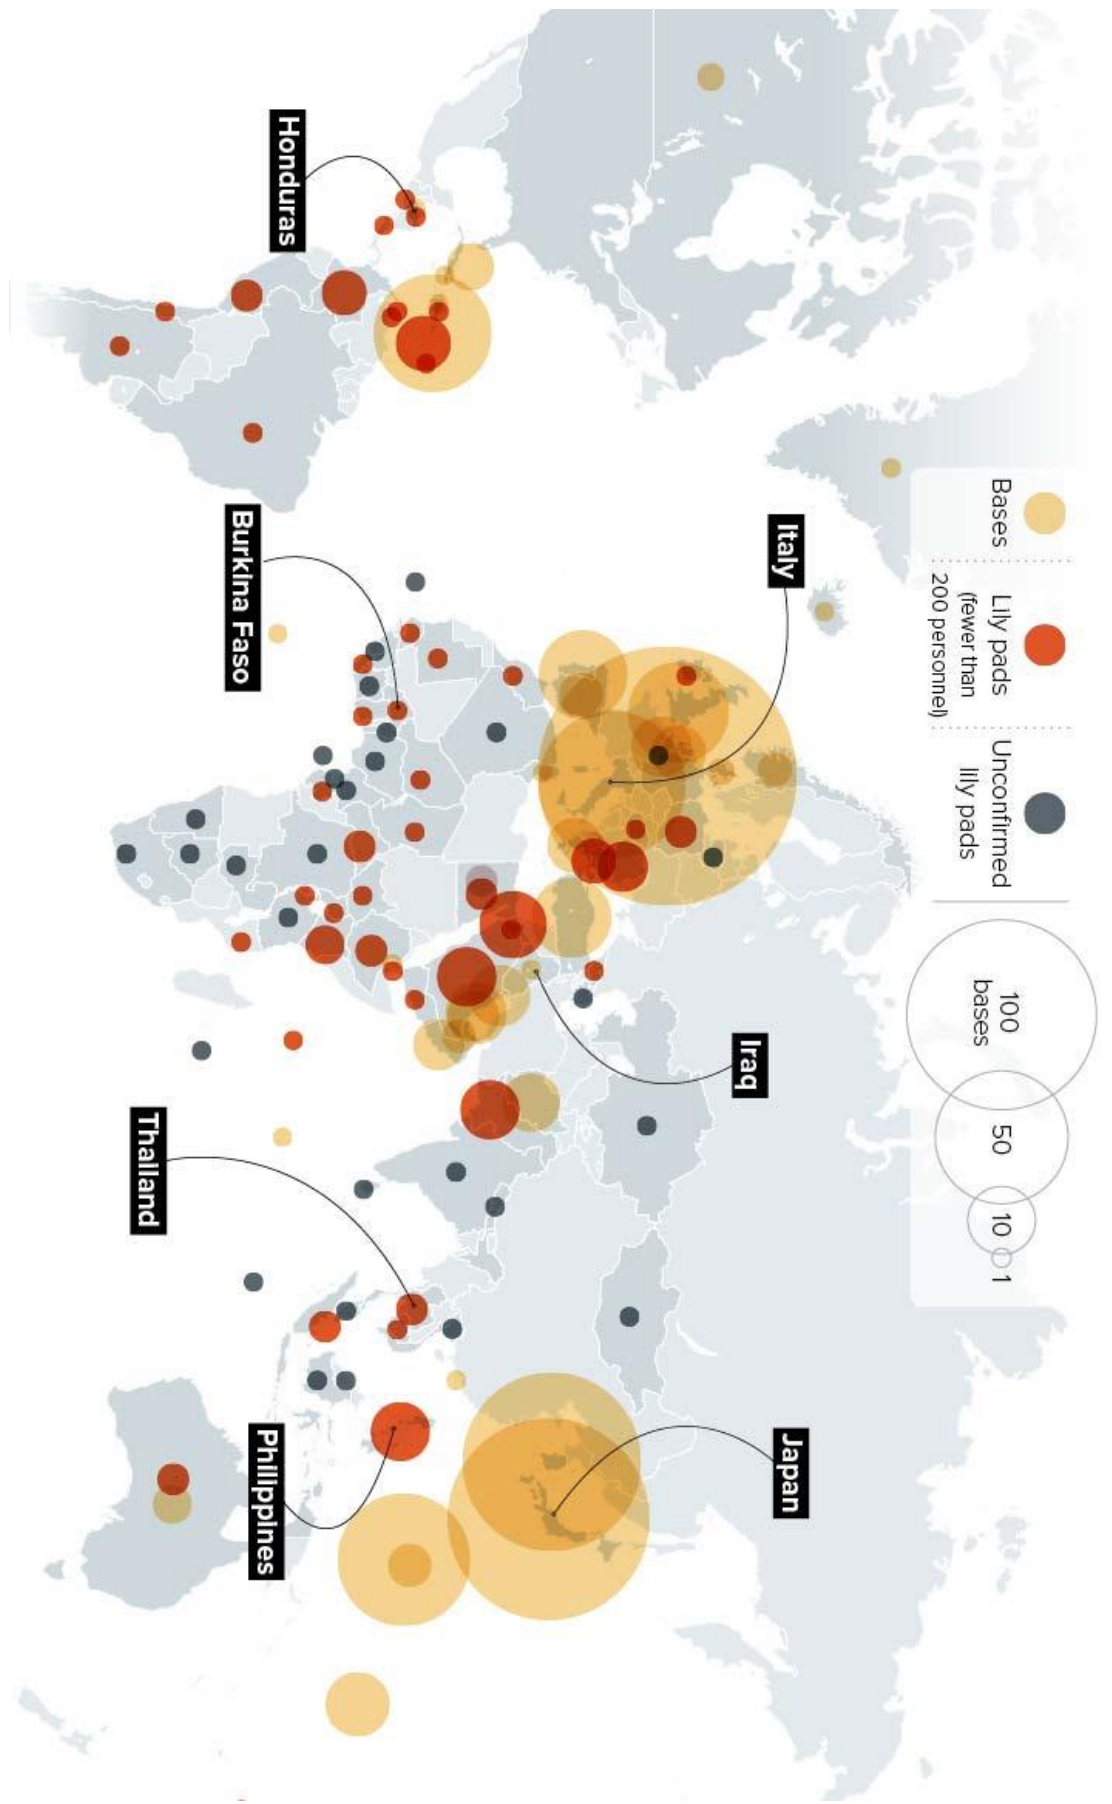 Bases
Lily pads
(fewer than
200 personnel)
Unconfirmed
lily pads
100
bases
50
10
1
Honduras
Burkina Faso
Italy
Iraq
Thailand
Philippines
Japan